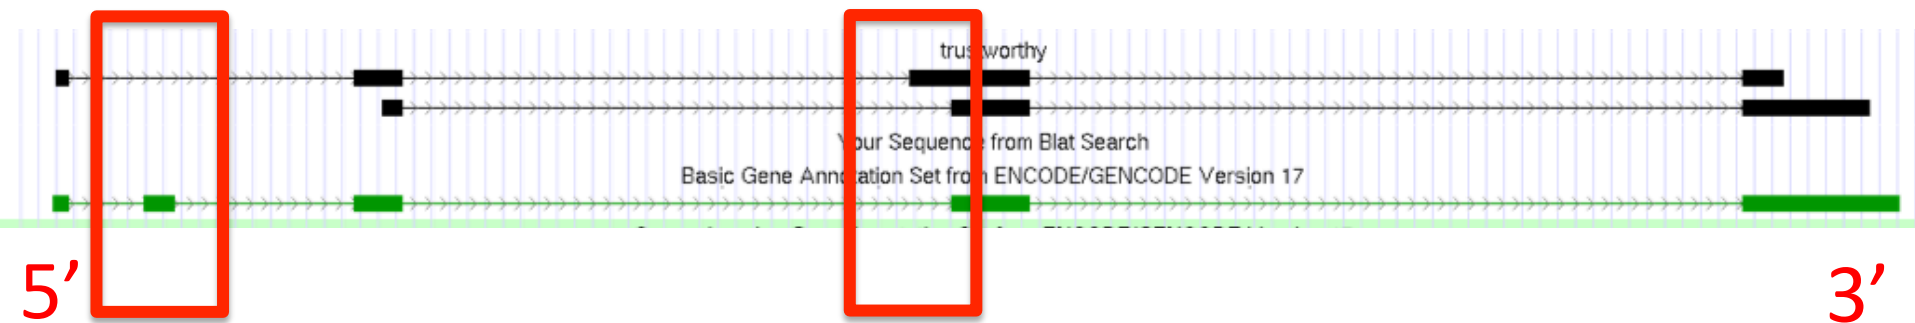 trustworthy
Your Sequence from Blat Search
Basic Gene Annotation Set from ENCODE/GENCODE Version 17
5’ 3’